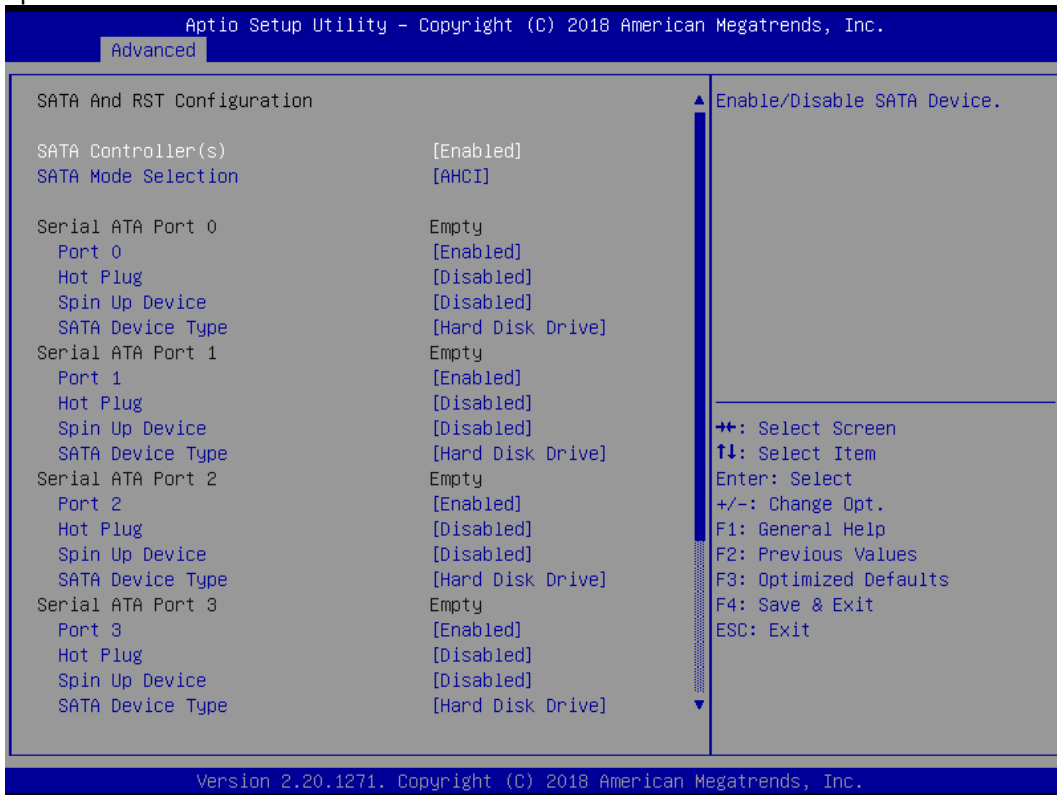 Aptio Setup Utility – Copyright (C) 2018 American Megatrends, Inc.
Advanced
SATA And RST Configuration
SATA Controller(s) [Enabled]
SATA Mode Selection [AHCI]
Serial ATA Port 0 Empty
Port 0 [Enabled]
Hot Plug [Disabled]
Spin Up Device [Disabled]
SATA Device Type [Hard Disk Drive]
Serial ATA Port 1 Empty
Port 1 [Enabled]
Hot Plug [Disabled]
Spin Up Device [Disabled]
SATA Device Type [Hard Disk Drive]
Serial ATA Port 2 Empty
Port 2 [Enabled]
Hot Plug [Disabled]
Spin Up Device [Disabled]
SATA Device Type [Hard Disk Drive]
Serial ATA Port 3 Empty
Port 3 [Enabled]
Hot Plug [Disabled]
Spin Up Device [Disabled]
SATA Device Type [Hard Disk Drive]
Enable/Disable SATA Device.
→←: Select Screen
↑↓: Select Item
Enter: Select
+/-: Change Opt.
F1: General Help
F2: Previous Values
F3: Optimized Defaults
F4: Save & Exit
ESC: Exit
Version 2.20.1271. Copyright (C) 2018 American Megatrends, Inc.